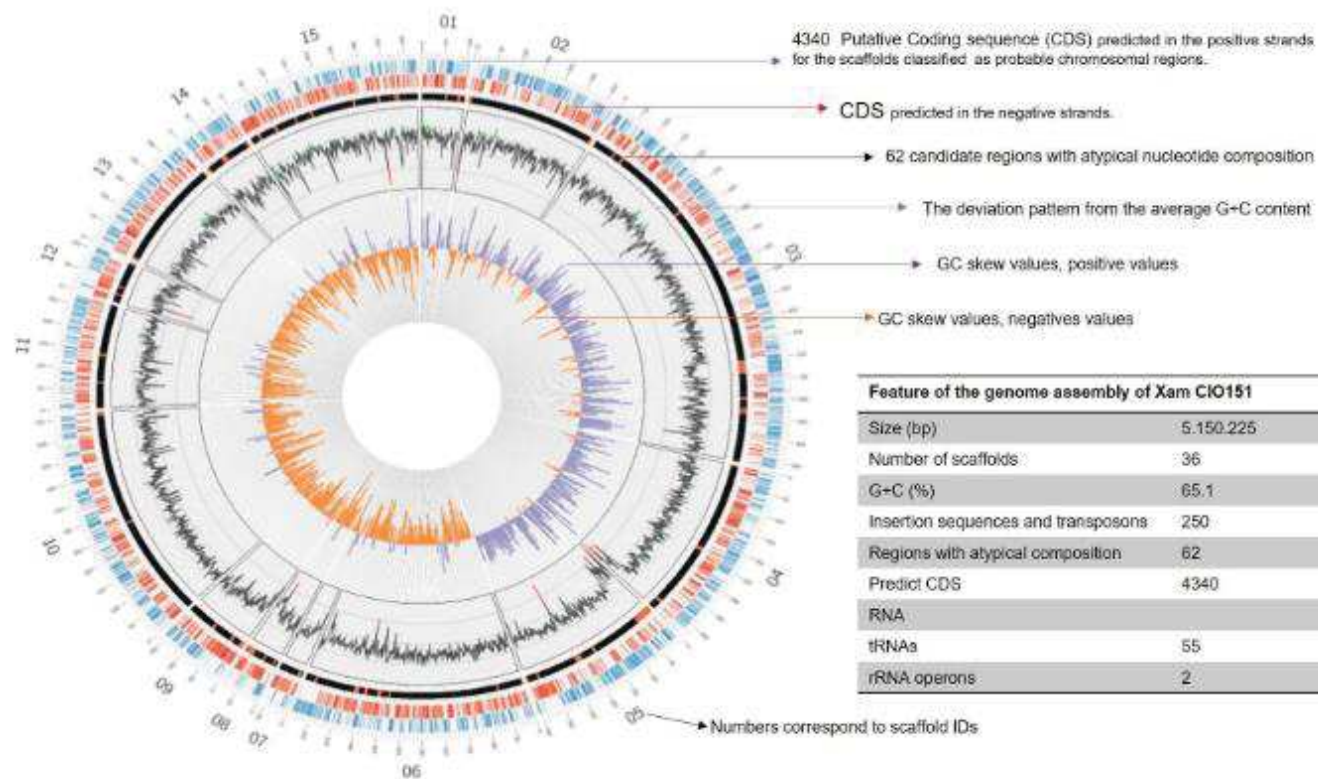 01
02
03
04
05
06
07
08
09
10
11
12
13
14
15
4340 Putative Coding sequence (CDS) predicted in the positive strands
for the scaffolds classified as probable chromosomal regions.
CDS predicted in the negative strands.
62 candidate regions with atypical nucleotide composition
The deviation pattern from the average G+C content
GC skew values, positive values
GC skew values, negatives values
Feature of the genome assembly of Xam CIO151
Size (bp) 5.150.225
Number of scaffolds 36
G+C (%) 65.1
Insertion sequences and transposons 250
Regions with atypical composition 62
Predict CDS 4340
RNA
tRNAs 55
rRNA operons 2
Numbers correspond to scaffold IDs